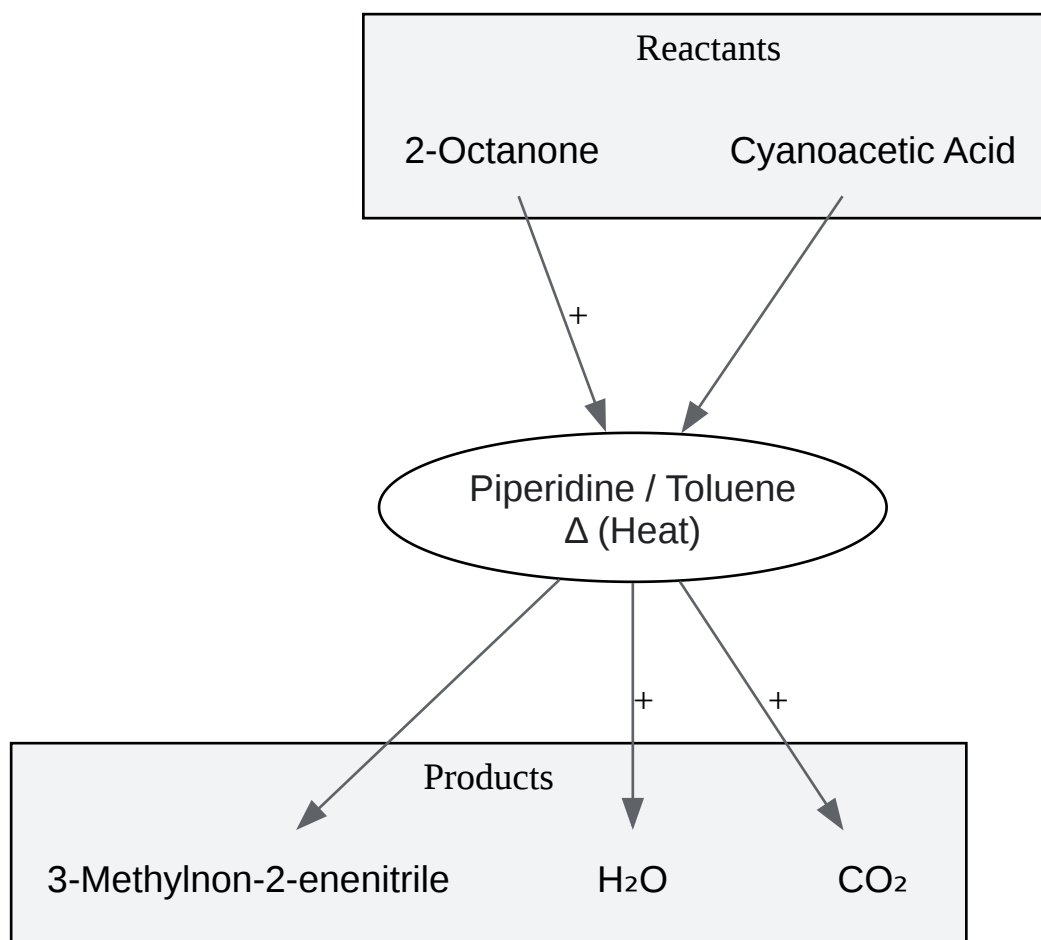 Reactants
2-Octanone
Cyanoacetic Acid
+
Piperidine / Toluene
Δ (Heat)
+
+
Products
3-Methylnon-2-enenitrile
H₂O
CO₂